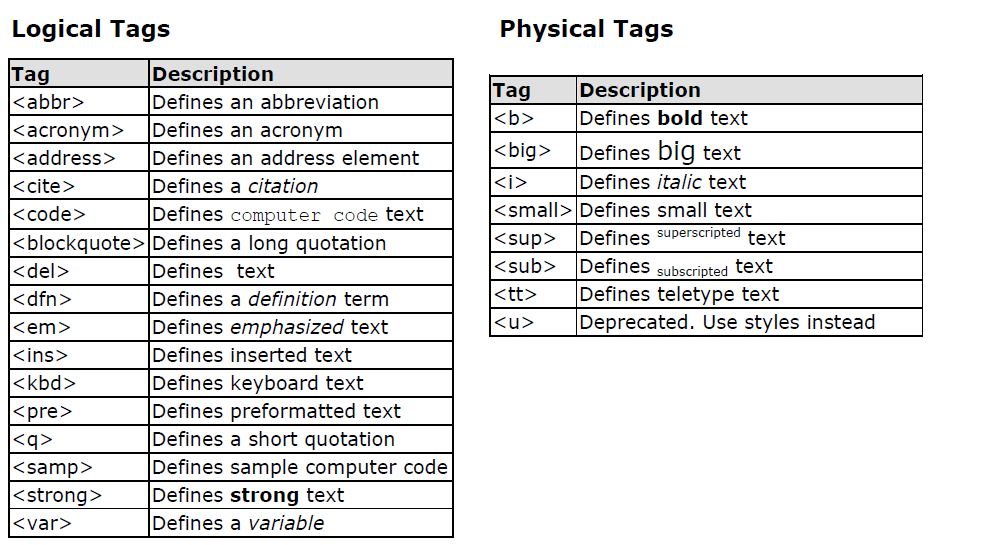 Logical Tags
Tag Description
<abbr> Defines an abbreviation
<acronym> Defines an acronym
<address> Defines an address element
<cite> Defines a citation
<code> Defines computer code text
<blockquote> Defines a long quotation
<del> Defines  text
<dfn> Defines a definition term
<em> Defines emphasized text
<ins> Defines inserted text
<kbd> Defines keyboard text
<pre> Defines preformatted text
<q> Defines a short quotation
<samp> Defines sample computer code
<strong> Defines strong text
<var> Defines a variable
Physical Tags
Tag Description
<b> Defines bold text
<big> Defines big text
<i> Defines italic text
<small> Defines small text
<sup> Defines superscripted text
<sub> Defines subscripted text
<tt> Defines teletype text
<u> Deprecated. Use styles instead